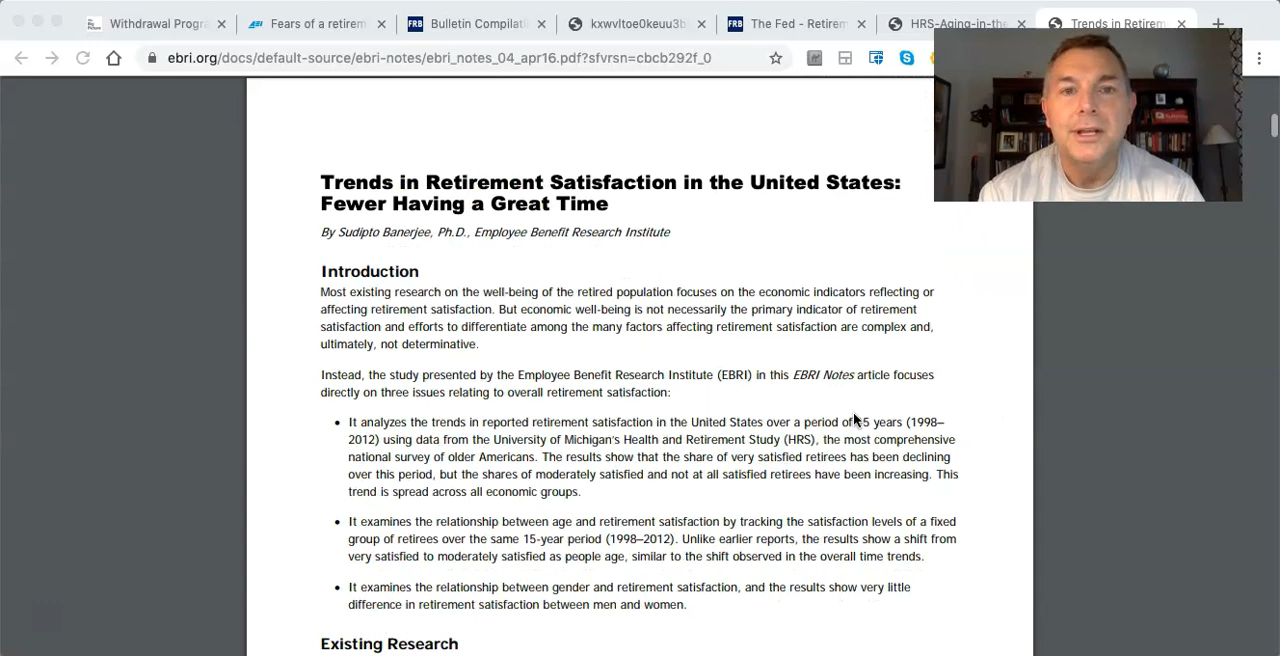 Withdrawal Progra
Fears of a retirem
Bulletin Compilati
kxwvltoe0keuu3b
The Fed - Retirem
HRS-Aging-in-the
Trends in Retirem
ebri.org/docs/default-source/ebri-notes/ebri_notes_04_apr16.pdf?sfvrsn=cbcb292f_0
Trends in Retirement Satisfaction in the United States:
Fewer Having a Great Time
By Sudipto Banerjee, Ph.D., Employee Benefit Research Institute
Introduction
Most existing research on the well-being of the retired population focuses on the economic indicators reflecting or
affecting retirement satisfaction. But economic well-being is not necessarily the primary indicator of retirement
satisfaction and efforts to differentiate among the many factors affecting retirement satisfaction are complex and,
ultimately, not determinative.
Instead, the study presented by the Employee Benefit Research Institute (EBRI) in this EBRI Notes article focuses
directly on three issues relating to overall retirement satisfaction:
• It analyzes the trends in reported retirement satisfaction in the United States over a period of 15 years (1998–
2012) using data from the University of Michigan's Health and Retirement Study (HRS), the most comprehensive
national survey of older Americans. The results show that the share of very satisfied retirees has been declining
over this period, but the shares of moderately satisfied and not at all satisfied retirees have been increasing. This
trend is spread across all economic groups.
• It examines the relationship between age and retirement satisfaction by tracking the satisfaction levels of a fixed
group of retirees over the same 15-year period (1998–2012). Unlike earlier reports, the results show a shift from
very satisfied to moderately satisfied as people age, similar to the shift observed in the overall time trends.
• It examines the relationship between gender and retirement satisfaction, and the results show very little
difference in retirement satisfaction between men and women.
Existing Research